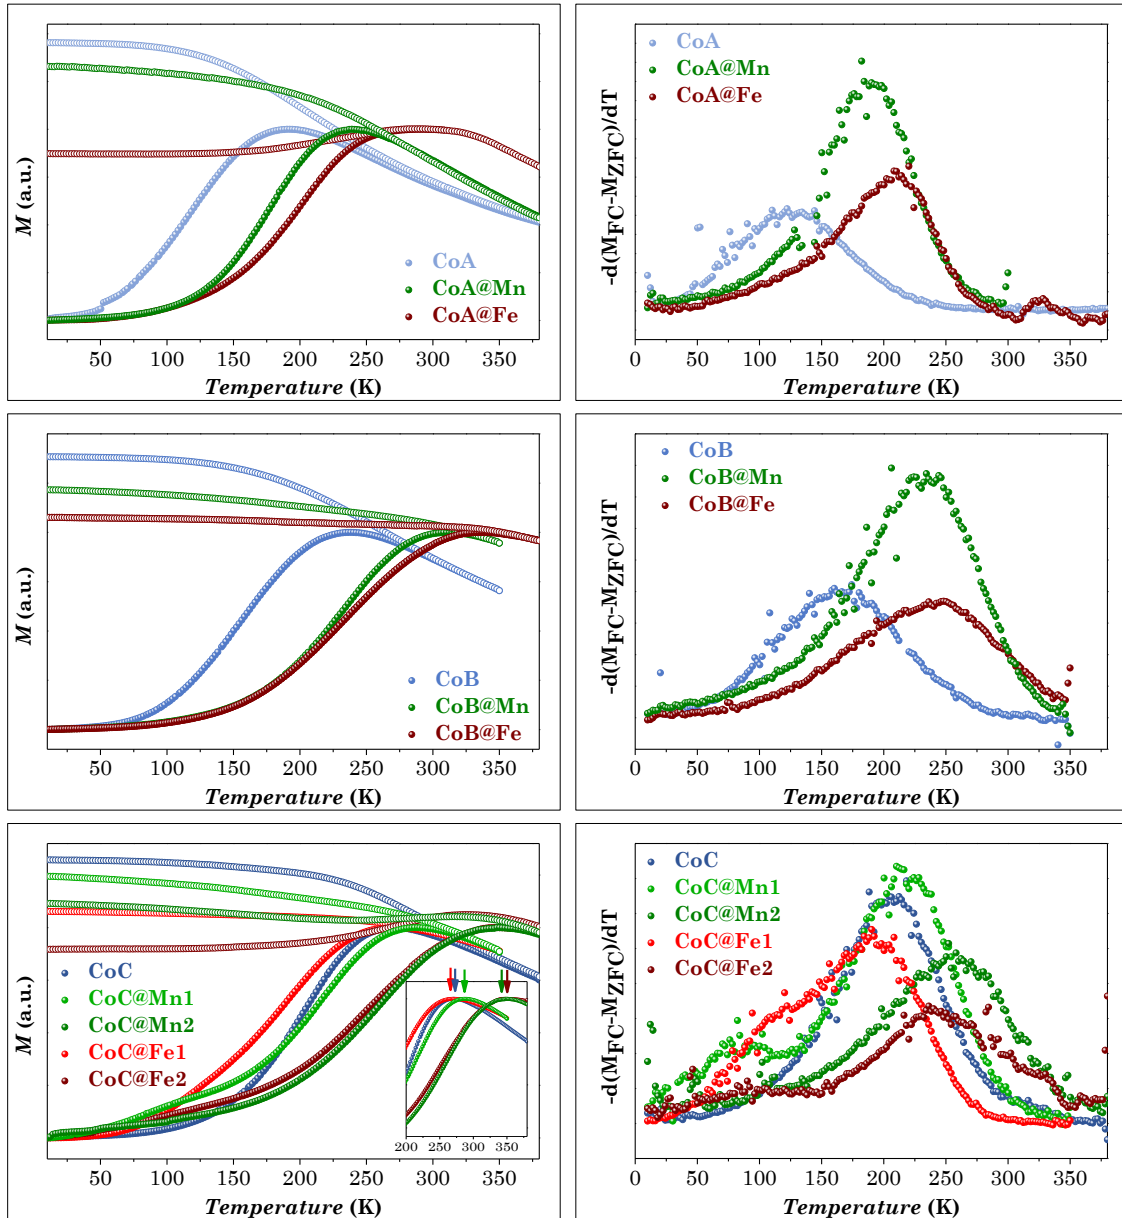 M (a.u.)
CoA
CoA@Mn
CoA@Fe
50 100 150 200 250 300 350
Temperature (K)
-d(MFC-MZFC)/dT
CoA
CoA@Mn
CoA@Fe
0 50 100 150 200 250 300 350
Temperature (K)
M (a.u.)
CoB
CoB@Mn
CoB@Fe
50 100 150 200 250 300 350
Temperature (K)
-d(MFC-MZFC)/dT
CoB
CoB@Mn
CoB@Fe
0 50 100 150 200 250 300 350
Temperature (K)
M (a.u.)
CoC
CoC@Mn1
CoC@Mn2
CoC@Fe1
CoC@Fe2
200 250 300 350
50 100 150 200 250 300 350
Temperature (K)
-d(MFC-MZFC)/dT
CoC
CoC@Mn1
CoC@Mn2
CoC@Fe1
CoC@Fe2
0 50 100 150 200 250 300 350
Temperature (K)